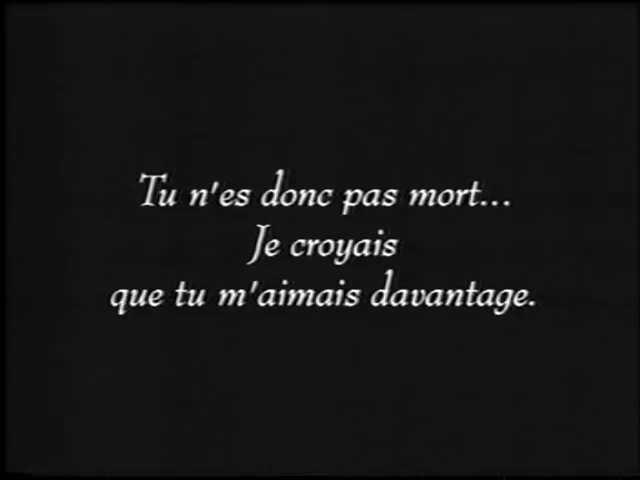 Tu n'es donc pas mort...
Je croyais
que tu m'aimais davantage.